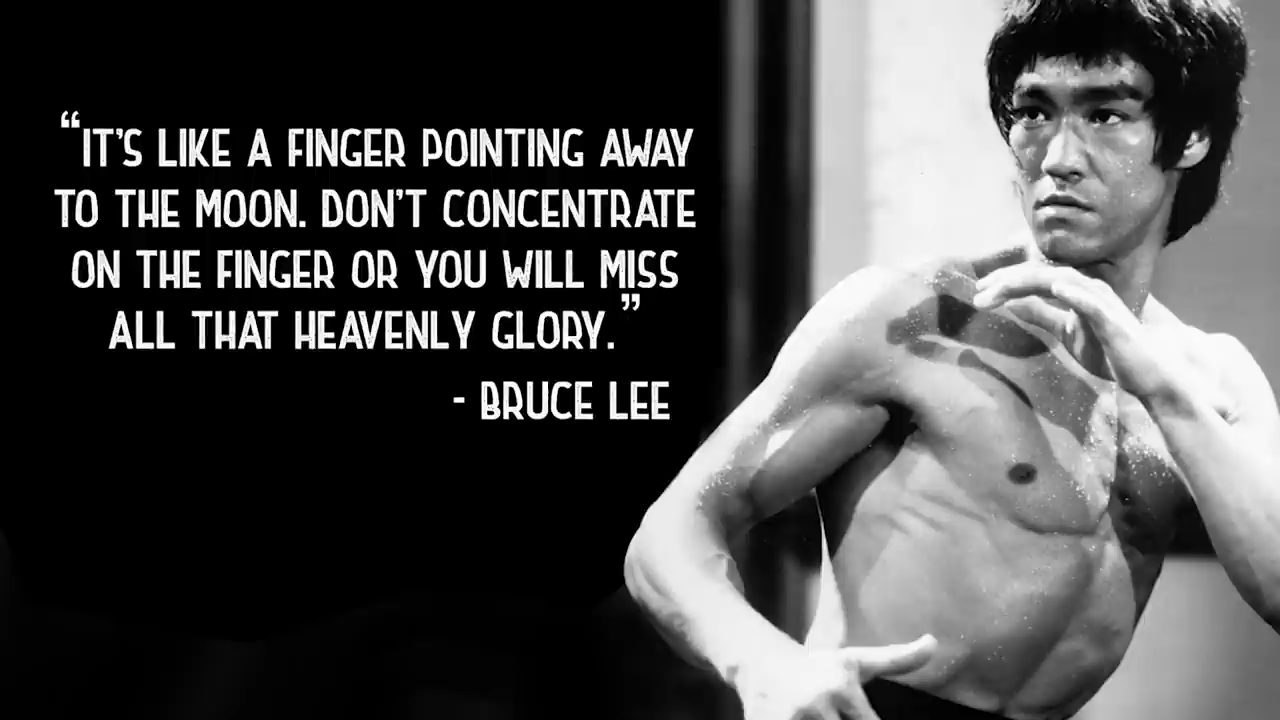 “IT’S LIKE A FINGER POINTING AWAY
TO THE MOON. DON’T CONCENTRATE
ON THE FINGER OR YOU WILL MISS
ALL THAT HEAVENLY GLORY.”
- BRUCE LEE